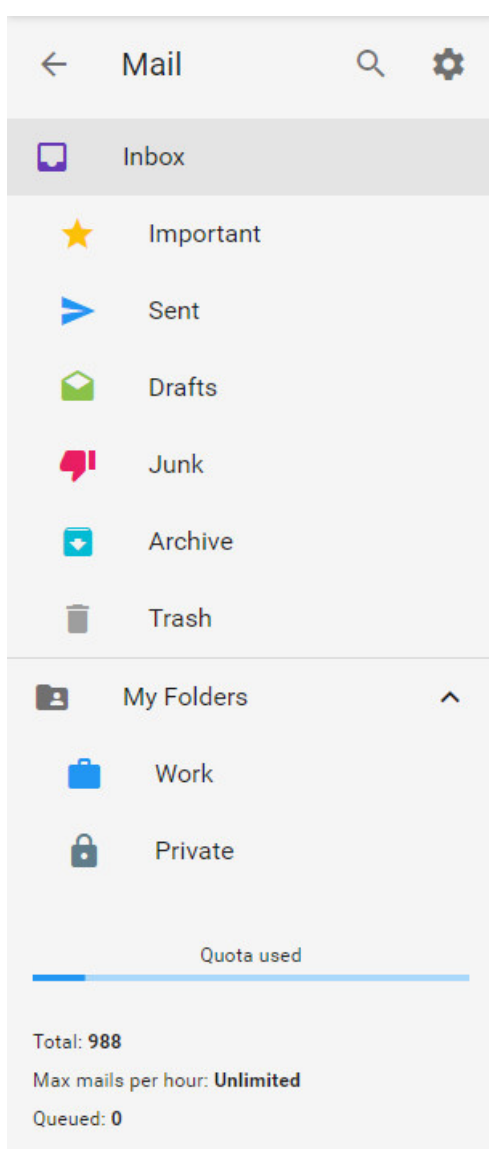 Mail
Inbox
Important
Sent
Drafts
Junk
Archive
Trash
My Folders
Work
Private
Quota used
Total: 988
Max mails per hour: Unlimited
Queued: 0